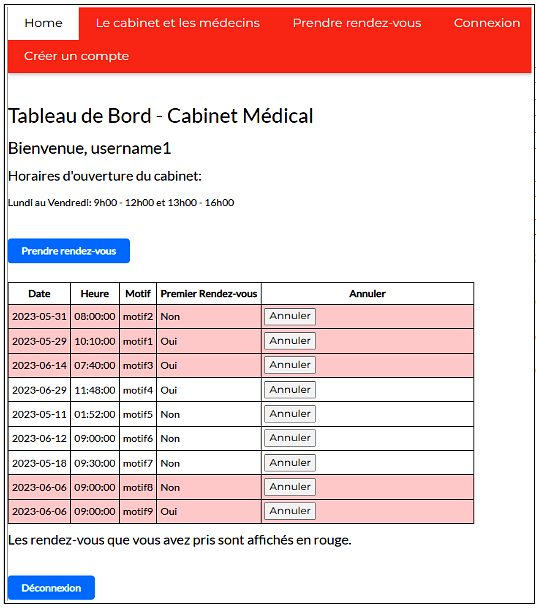 Home Le cabinet et les médecins Prendre rendez-vous Connexion
Créer un compte
Tableau de Bord - Cabinet Médical
Bienvenue, username1
Horaires d'ouverture du cabinet:
Lundi au Vendredi: 9h00 - 12h00 et 13h00 - 16h00
Prendre rendez-vous
Date Heure Motif Premier Rendez-vous Annuler
2023-05-31 08:00:00 motif2 Non Annuler
2023-05-29 10:10:00 motif1 Oui Annuler
2023-06-14 07:40:00 motif3 Oui Annuler
2023-06-29 11:48:00 motif4 Oui Annuler
2023-05-11 01:52:00 motif5 Non Annuler
2023-06-12 09:00:00 motif6 Non Annuler
2023-05-18 09:30:00 motif7 Non Annuler
2023-06-06 09:00:00 motif8 Non Annuler
2023-06-06 09:00:00 motif9 Oui Annuler
Les rendez-vous que vous avez pris sont affichés en rouge.
Déconnexion